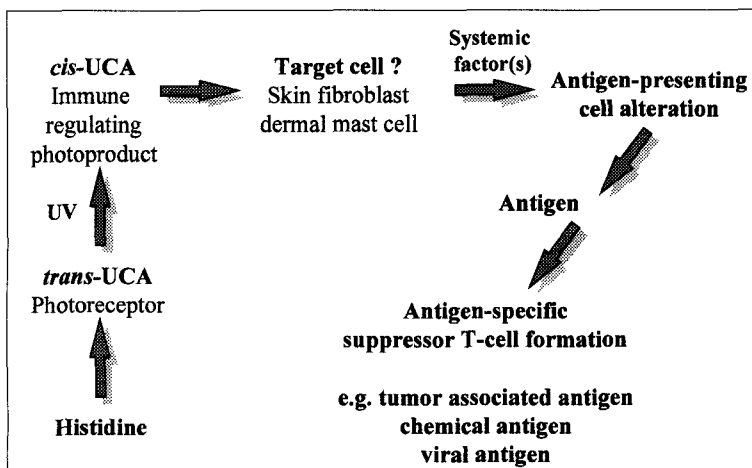 cis-UCA
Immune
regulating
photoproduct
UV
trans-UCA
Photoreceptor
Histidine
Target cell ?
Skin fibroblast
dermal mast cell
Systemic
factor(s)
Antigen-presenting
cell alteration
Antigen
Antigen-specific
suppressor T-cell formation
e.g. tumor associated antigen
chemical antigen
viral antigen